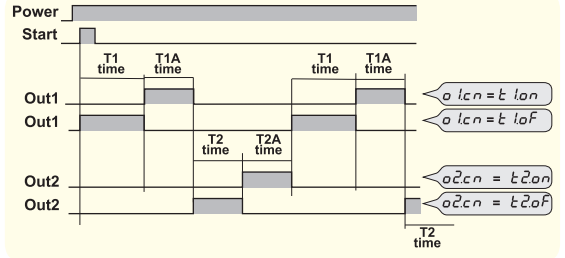 Power
Start
T1 time T1A time T1 time T1A time
Out1 o1.cn = t1.on
Out1 o1.cn = t1.oF
T2 time T2A time
Out2 o2.cn = t2.on
Out2 o2.cn = t2.oF
T2 time